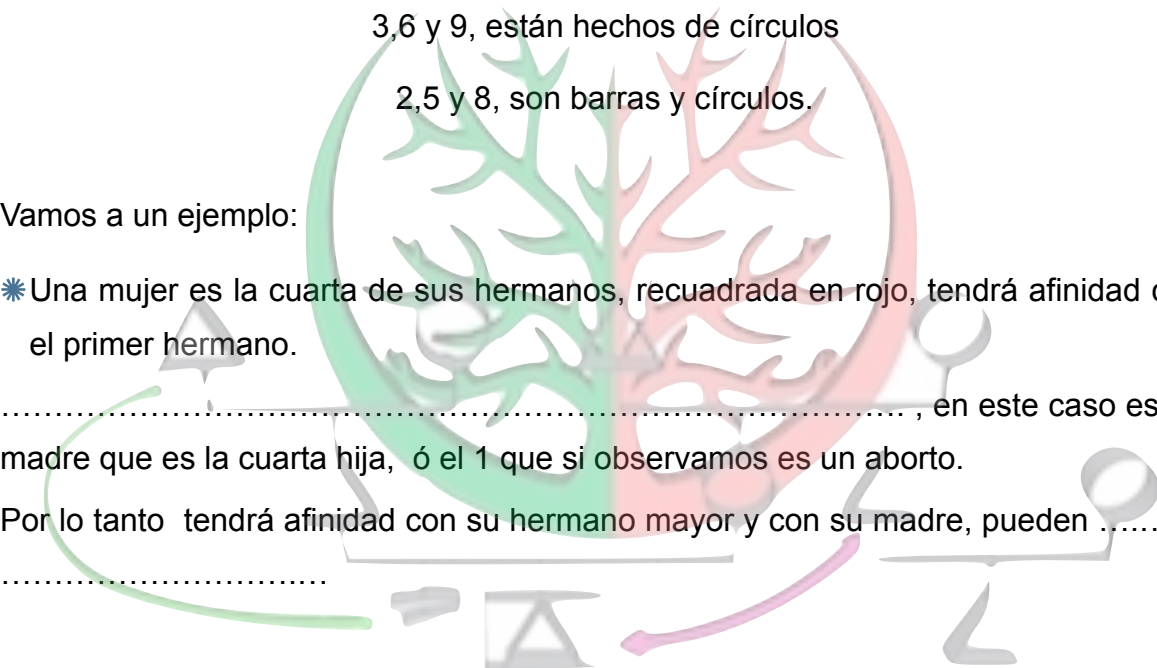 3,6 y 9, están hechos de círculos
2,5 y 8, son barras y círculos.
Vamos a un ejemplo:
Una mujer es la cuarta de sus hermanos, recuadrada en rojo, tendrá afinidad
el primer hermano.
…………………………………………………………………………… , en este caso es
madre que es la cuarta hija, ó el 1 que si observamos es un aborto.
Por lo tanto tendrá afinidad con su hermano mayor y con su madre, pueden ……
…………………………